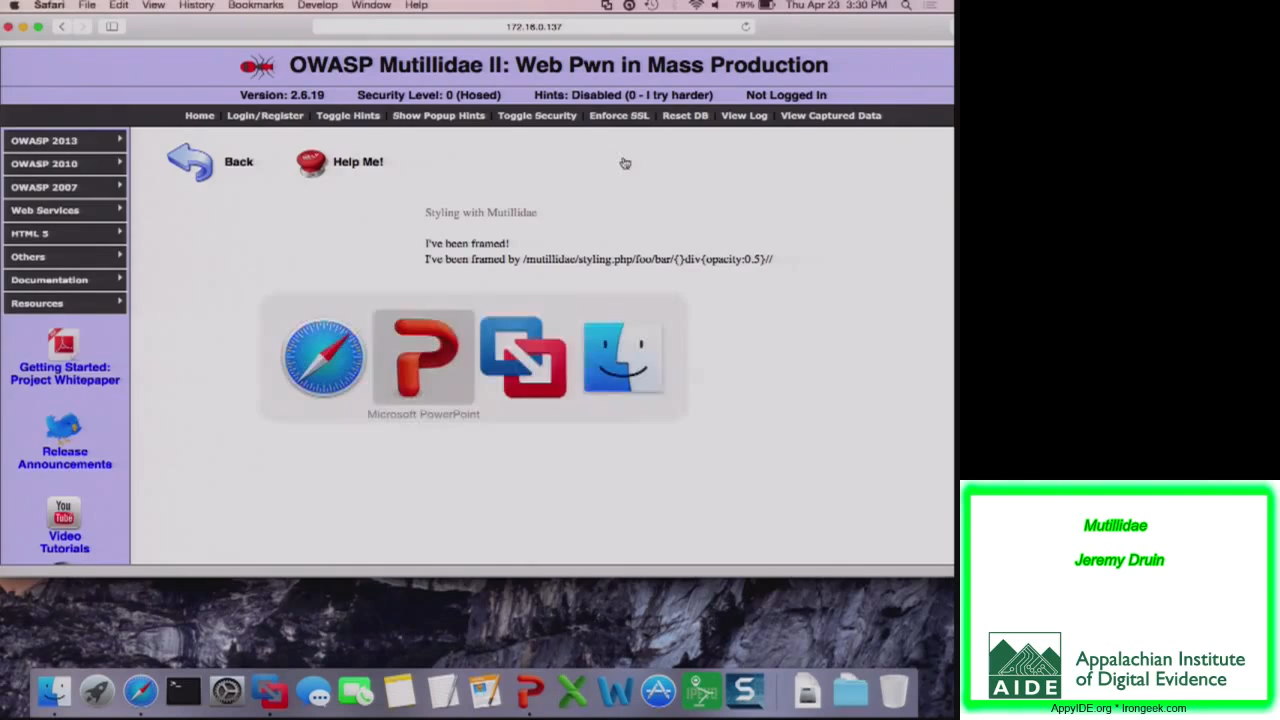 Safari File Edit View History Bookmarks Develop Window Help 79% Thu Apr 23 3:30 PM
172.16.0.137
OWASP Mutillidae II: Web Pwn in Mass Production
Version: 2.6.19 Security Level: 0 (Hosed) Hints: Disabled (0 - I try harder) Not Logged In
Home Login/Register Toggle Hints Show Popup Hints Toggle Security Enforce SSL Reset DB View Log View Captured Data
OWASP 2013
OWASP 2010
OWASP 2007
Web Services
HTML 5
Others
Documentation
Resources
Getting Started:
Project Whitepaper
Release
Announcements
You
Tube
Video
Tutorials
Back HELP Help Me!
Styling with Mutillidae
I've been framed!
I've been framed by /mutillidae/styling.php/foo/bar/{}div{opacity:0.5}//
Microsoft PowerPoint
Mutillidae
Jeremy Druin
AIDE
Appalachian Institute
of Digital Evidence
AppyIDE.org * Irongeek.com